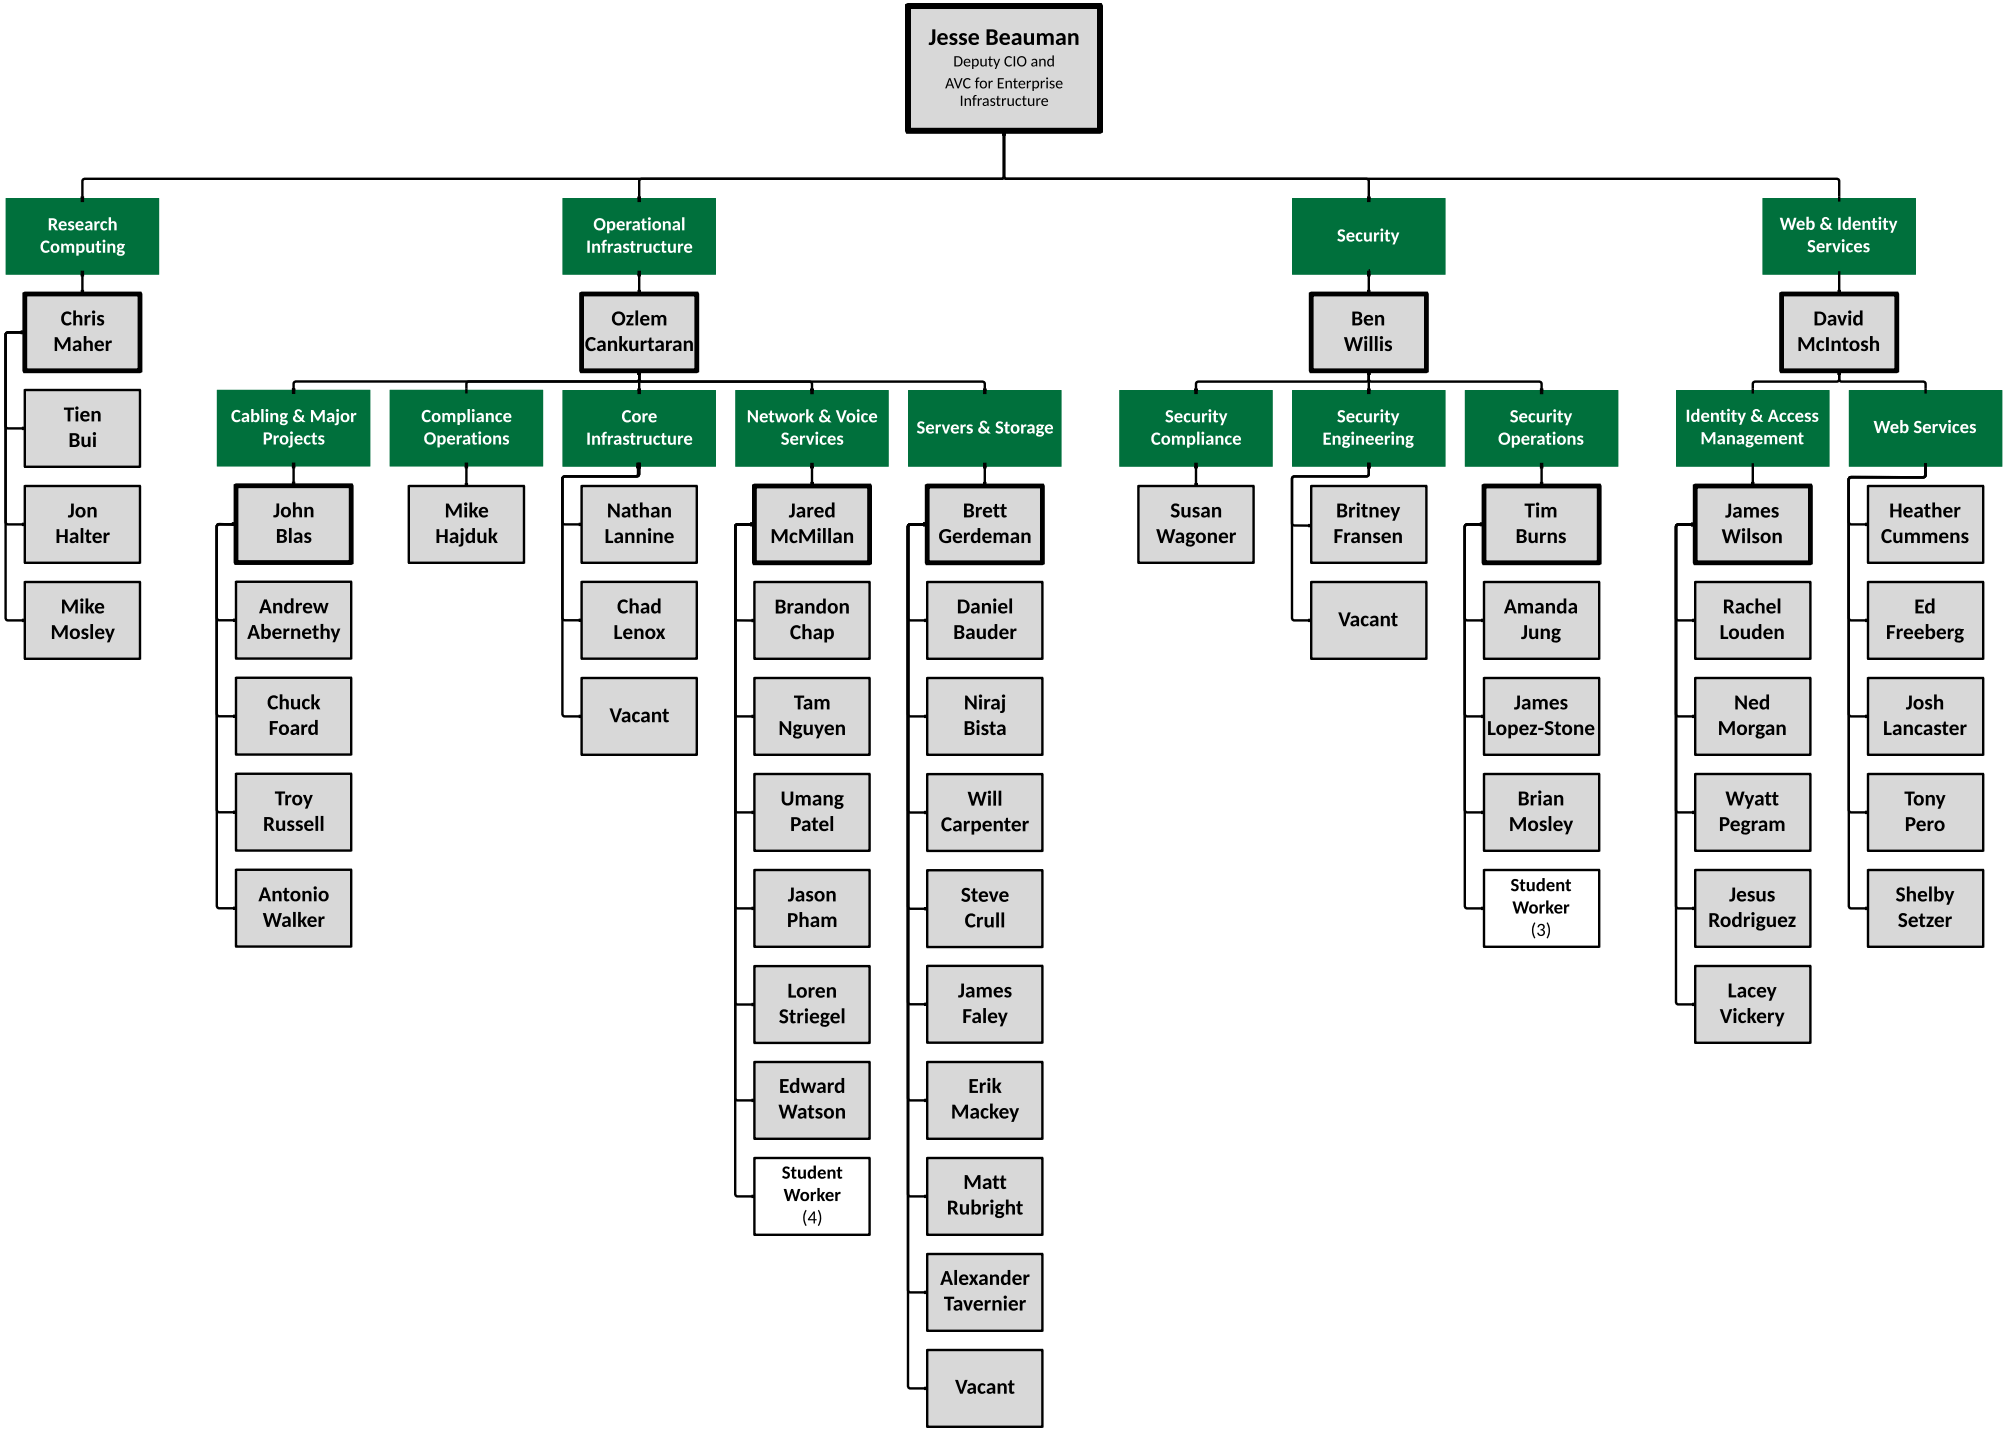 Jesse Beauman
Deputy CIO and
AVC for Enterprise
Infrastructure
Research
Computing
Chris
Maher
Tien
Bui
Jon
Halter
Mike
Mosley
Operational
Infrastructure
Ozlem
Cankurtaran
Cabling & Major
Projects
John
Blas
Andrew
Abernethy
Chuck
Foard
Troy
Russell
Antonio
Walker
Compliance
Operations
Mike
Hajduk
Core
Infrastructure
Nathan
Lannine
Chad
Lenox
Vacant
Network & Voice
Services
Jared
McMillan
Brandon
Chap
Tam
Nguyen
Umang
Patel
Jason
Pham
Loren
Striegel
Edward
Watson
Student
Worker
(4)
Servers & Storage
Brett
Gerdeman
Daniel
Bauder
Niraj
Bista
Will
Carpenter
Steve
Crull
James
Faley
Erik
Mackey
Matt
Rubright
Alexander
Tavernier
Vacant
Security
Ben
Willis
Security
Compliance
Susan
Wagoner
Security
Engineering
Britney
Fransen
Vacant
Security
Operations
Tim
Burns
Amanda
Jung
James
Lopez-Stone
Brian
Mosley
Student
Worker
(3)
Web & Identity
Services
David
McIntosh
Identity & Access
Management
James
Wilson
Rachel
Louden
Ned
Morgan
Wyatt
Pegram
Jesus
Rodriguez
Lacey
Vickery
Web Services
Heather
Cummens
Ed
Freeberg
Josh
Lancaster
Tony
Pero
Shelby
Setzer